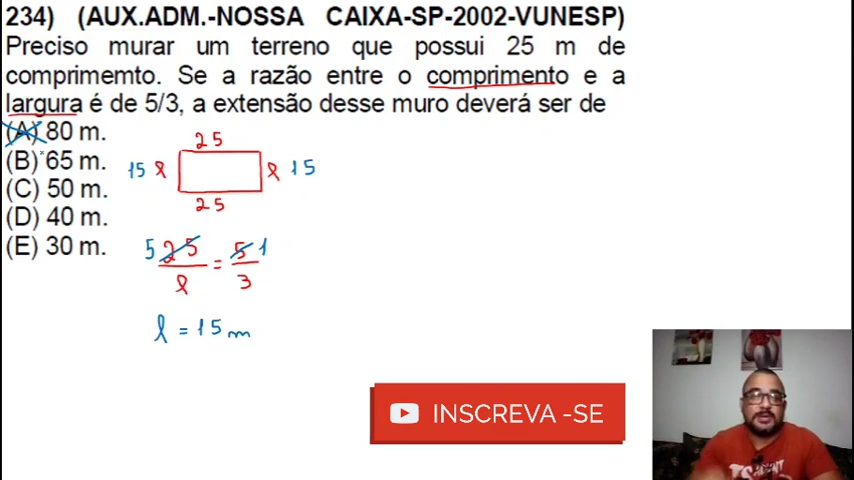 234) (AUX.ADM.-NOSSA CAIXA-SP-2002-VUNESP)
Preciso murar um terreno que possui 25 m de
comprimemto. Se a razão entre o comprimento e a
largura é de 5/3, a extensão desse muro deverá ser de
(A) 80 m.
(B) 65 m.
(C) 50 m.
(D) 40 m.
(E) 30 m.
25
15 l l 15
25
5 25 = 5 1
l 3
l = 15 m
INSCREVA -SE